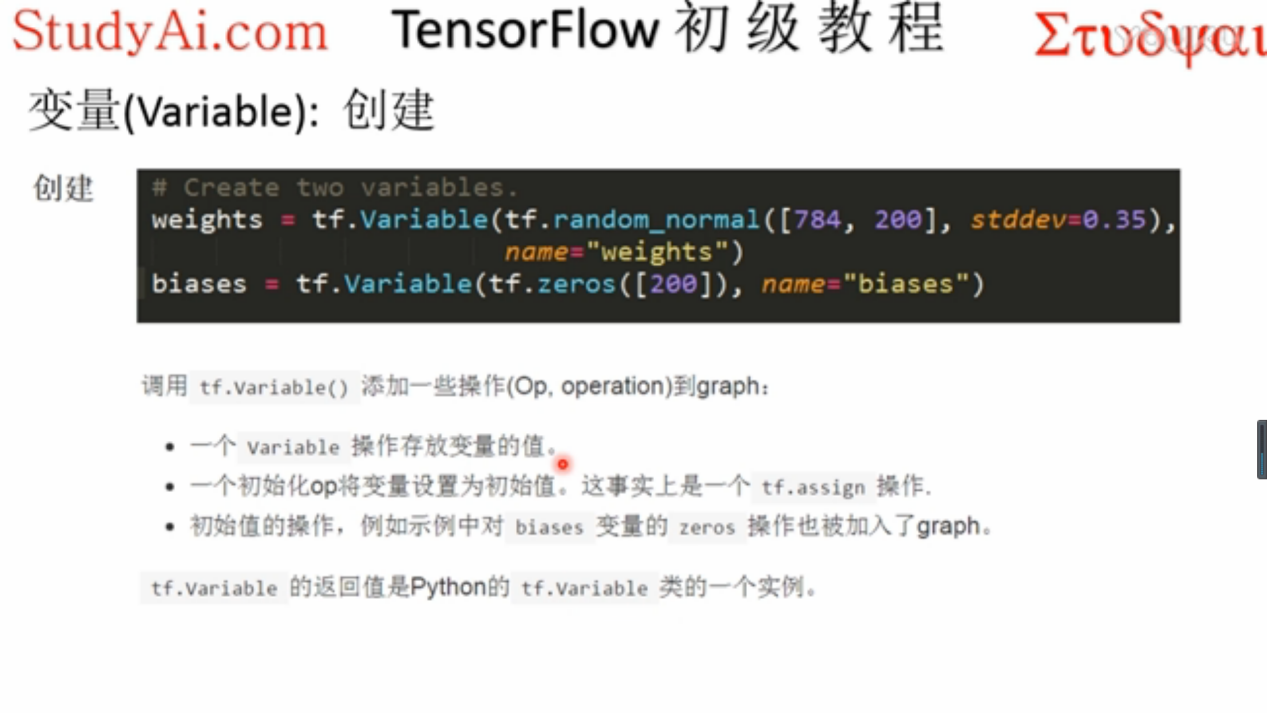 StudyAi.com
TensorFlow 初级教程
Στυδψαι
变量(Variable): 创建
创建
# Create two variables.
weights = tf.Variable(tf.random_normal([784, 200], stddev=0.35),
name="weights")
biases = tf.Variable(tf.zeros([200]), name="biases")
调用 tf.Variable() 添加一些操作(Op, operation)到graph：
• 一个 Variable 操作存放变量的值。
• 一个初始化op将变量设置为初始值。这事实上是一个 tf.assign 操作.
• 初始值的操作，例如示例中对 biases 变量的 zeros 操作也被加入了graph。
tf.Variable 的返回值是Python的 tf.Variable 类的一个实例。